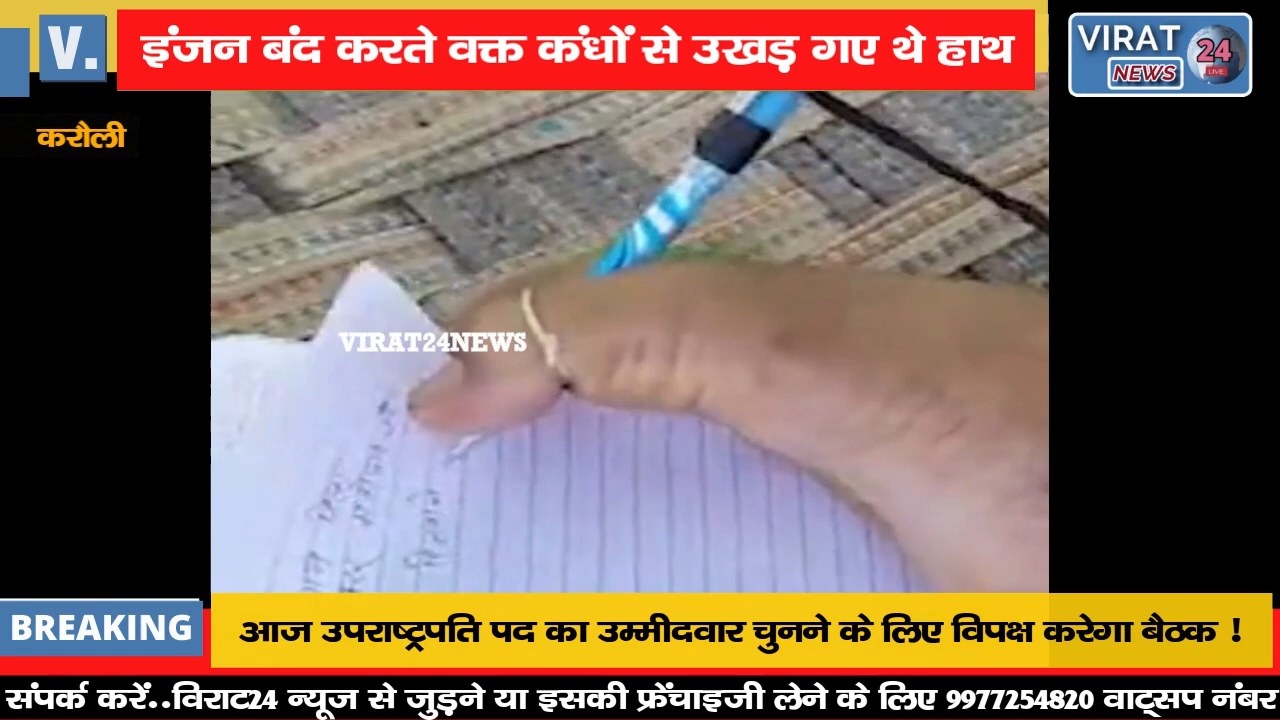 V.
इंजन बंद करते वक्त कंधों से उखड़ गए थे हाथ
VIRAT
NEWS
24
LIVE
करौली
VIRAT24NEWS
BREAKING
आज उपराष्ट्रपति पद का उम्मीदवार चुनने के लिए विपक्ष करेगा बैठक !
संपर्क करें..विराट24 न्यूज से जुड़ने या इसकी फ्रेंचाइजी लेने के लिए 9977254820 वाट्सप नंबर